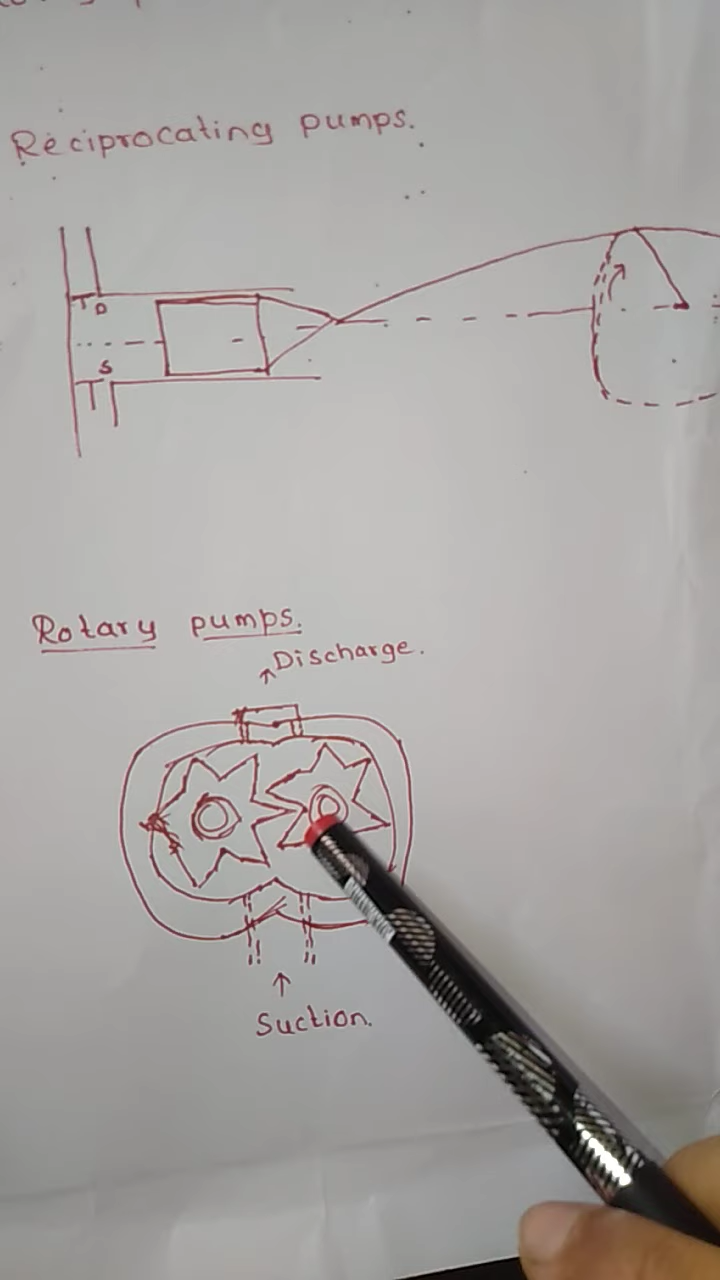 Reciprocating pumps.
D
S
Rotary pumps.
Discharge.
Suction.